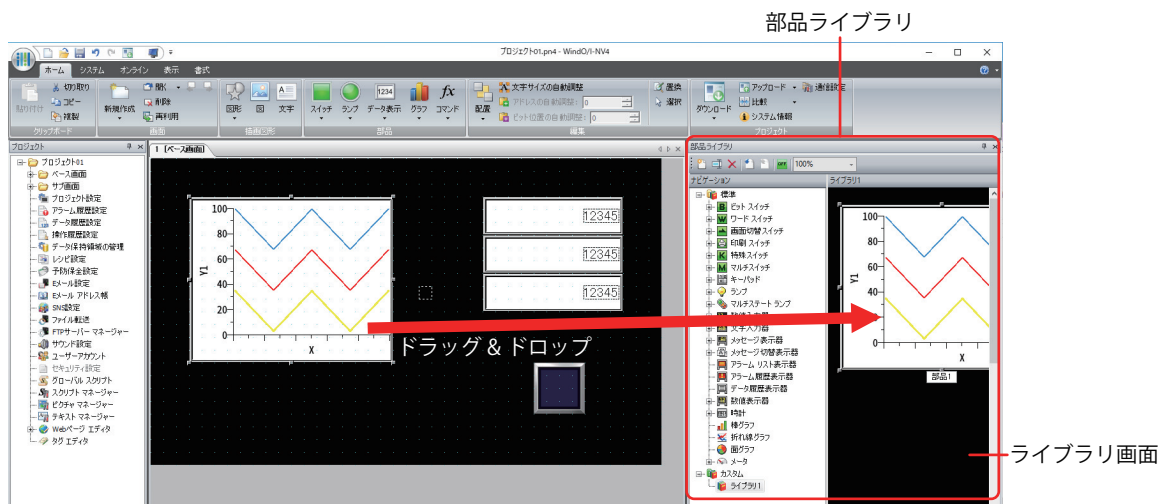 部品ライブラリ
プロジェクト01.pn4 - WindO/I-NV4
ホーム システム オンライン 表示 書式
貼り付け 切り取り コピー 複製 クリップボード
新規作成 開く 削除 再利用 画面
図形 図 文字 描画図形
スイッチ ランプ データ表示 グラフ コマンド 部品
1234
fx
配置 文字サイズの自動調整 アドレスの自動調整: 0 ビット位置の自動調整: 0 置換 選択 編集
ダウンロード アップロード 比較 システム情報 通信設定 プロジェクト
プロジェクト
プロジェクト01
ベース画面
サブ画面
プロジェクト設定
アラーム履歴設定
データ履歴設定
操作履歴設定
データ保持領域の管理
レシピ設定
予防保全設定
Eメール設定
Eメール アドレス帳
SNS設定
ファイル転送
FTPサーバー マネージャー
サウンド設定
ユーザーアカウント
セキュリティ設定
グローバル スクリプト
スクリプト マネージャー
ピクチャ マネージャー
テキスト マネージャー
Webページ エディタ
タグ エディタ
1 [ベース画面]
100
80
60
40
20
0
Y1
X
12345
12345
12345
ドラッグ & ドロップ
部品ライブラリ
OFF
100%
ナビゲーション
標準
ビット スイッチ
ワード スイッチ
画面切替スイッチ
印刷 スイッチ
特殊スイッチ
マルチスイッチ
キーパッド
ランプ
マルチステート ランプ
数値入力器
文字入力器
メッセージ表示器
メッセージ切替表示器
アラーム リスト表示器
アラーム履歴表示器
データ履歴表示器
数値表示器
時計
棒グラフ
折れ線グラフ
面グラフ
メータ
カスタム
ライブラリ1
ライブラリ1
100
80
60
40
20
0
Y1
X
部品1
ライブラリ画面